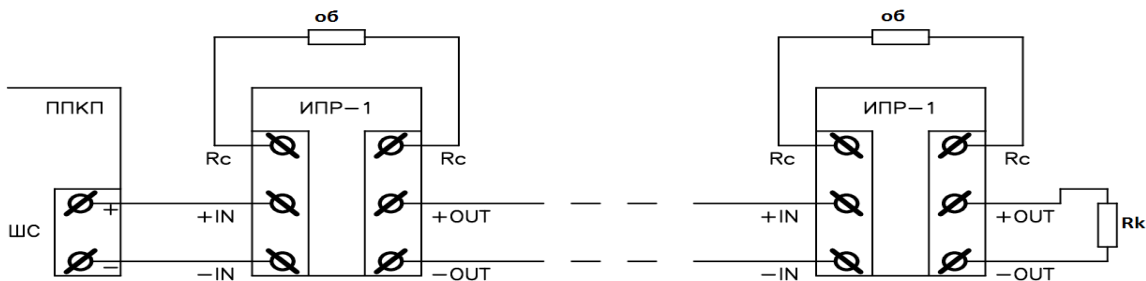 об
об
ППКП
ИПР-1
ИПР-1
Rc
Rc
Rc
Rc
+
+IN
+OUT
+IN
+OUT
Rk
ШС
-
-IN
-OUT
-IN
-OUT